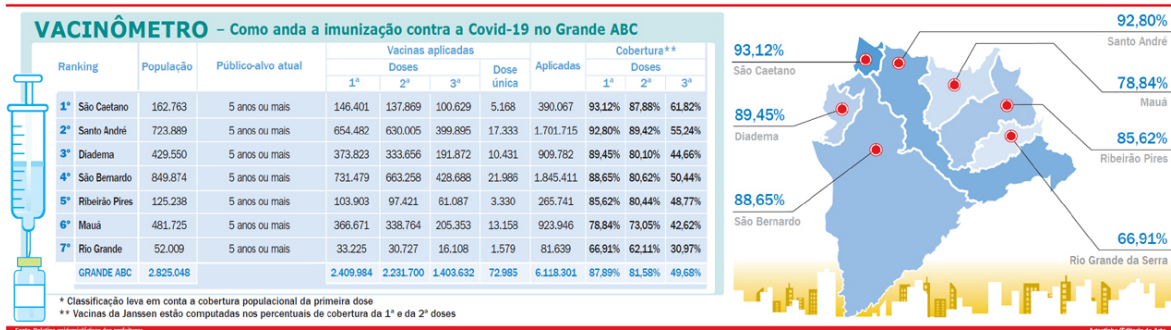 VACINÔMETRO – Como anda a imunização contra a Covid-19 no Grande ABC
Ranking População Público-alvo atual Vacinas aplicadas Aplicadas Cobertura**
Doses Dose única Doses
1ª 2ª 3ª 1ª 2ª 3ª
1º São Caetano 162.763 5 anos ou mais 146.401 137.869 100.629 5.168 390.067 93,12% 87,88% 61,82%
2º Santo André 723.889 5 anos ou mais 654.482 630.005 399.895 17.333 1.701.715 92,80% 89,42% 55,24%
3º Diadema 429.550 5 anos ou mais 373.823 333.656 191.872 10.431 909.782 89,45% 80,10% 44,66%
4º São Bernardo 849.874 5 anos ou mais 731.479 663.258 428.688 21.986 1.845.411 88,65% 80,62% 50,44%
5º Ribeirão Pires 125.238 5 anos ou mais 103.903 97.421 61.087 3.330 265.741 85,62% 80,44% 48,77%
6º Mauá 481.725 5 anos ou mais 366.671 338.764 205.353 13.158 923.946 78,84% 73,05% 42,62%
7º Rio Grande 52.009 5 anos ou mais 33.225 30.727 16.108 1.579 81.639 66,91% 62,11% 30,97%
GRANDE ABC 2.825.048 2.409.984 2.231.700 1.403.632 72.985 6.118.301 87,89% 81,58% 49,68%
* Classificação leva em conta a cobertura populacional da primeira dose
** Vacinas da Janssen estão computadas nos percentuais de cobertura da 1ª e da 2ª doses
92,80%
Santo André
93,12%
São Caetano
78,84%
Mauá
89,45%
Diadema
85,62%
Ribeirão Pires
88,65%
São Bernardo
66,91%
Rio Grande da Serra